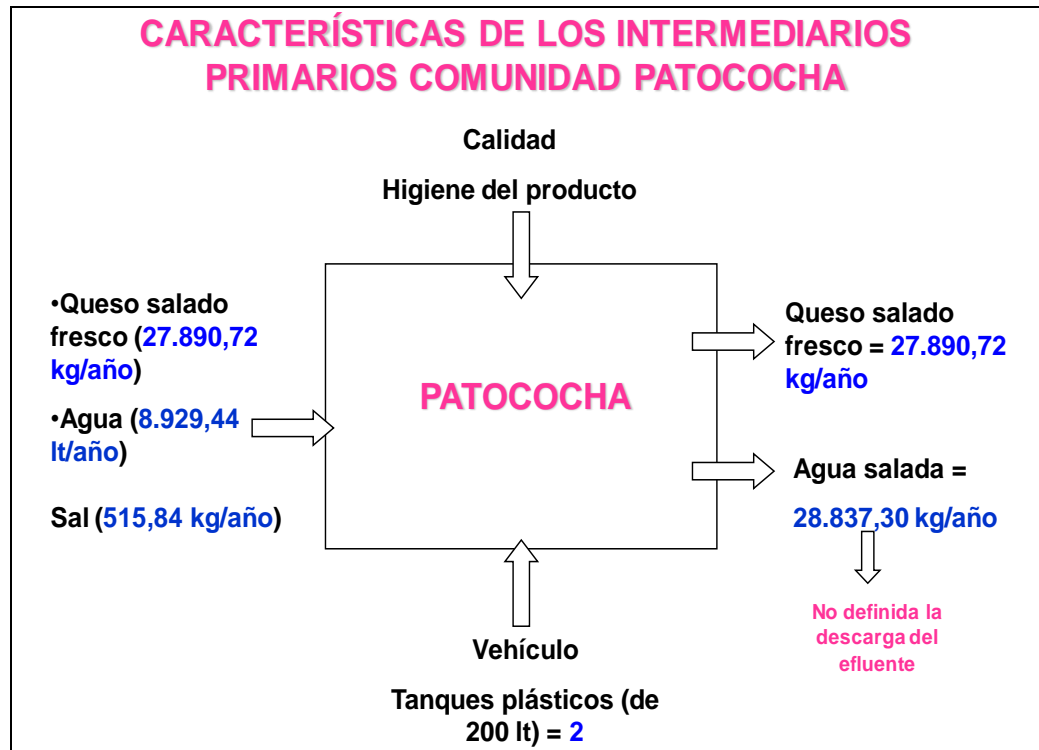 CARACTERÍSTICAS DE LOS INTERMEDIARIOS
PRIMARIOS COMUNIDAD PATOCOCHA
Calidad
Higiene del producto
•Queso salado
fresco (27.890,72
kg/año)
•Agua (8.929,44
lt/año)
Sal (515,84 kg/año)
PATOCOCHA
Queso salado
fresco = 27.890,72
kg/año
Agua salada =
28.837,30 kg/año
No definida la
descarga del
efluente
Vehículo
Tanques plásticos (de
200 lt) = 2